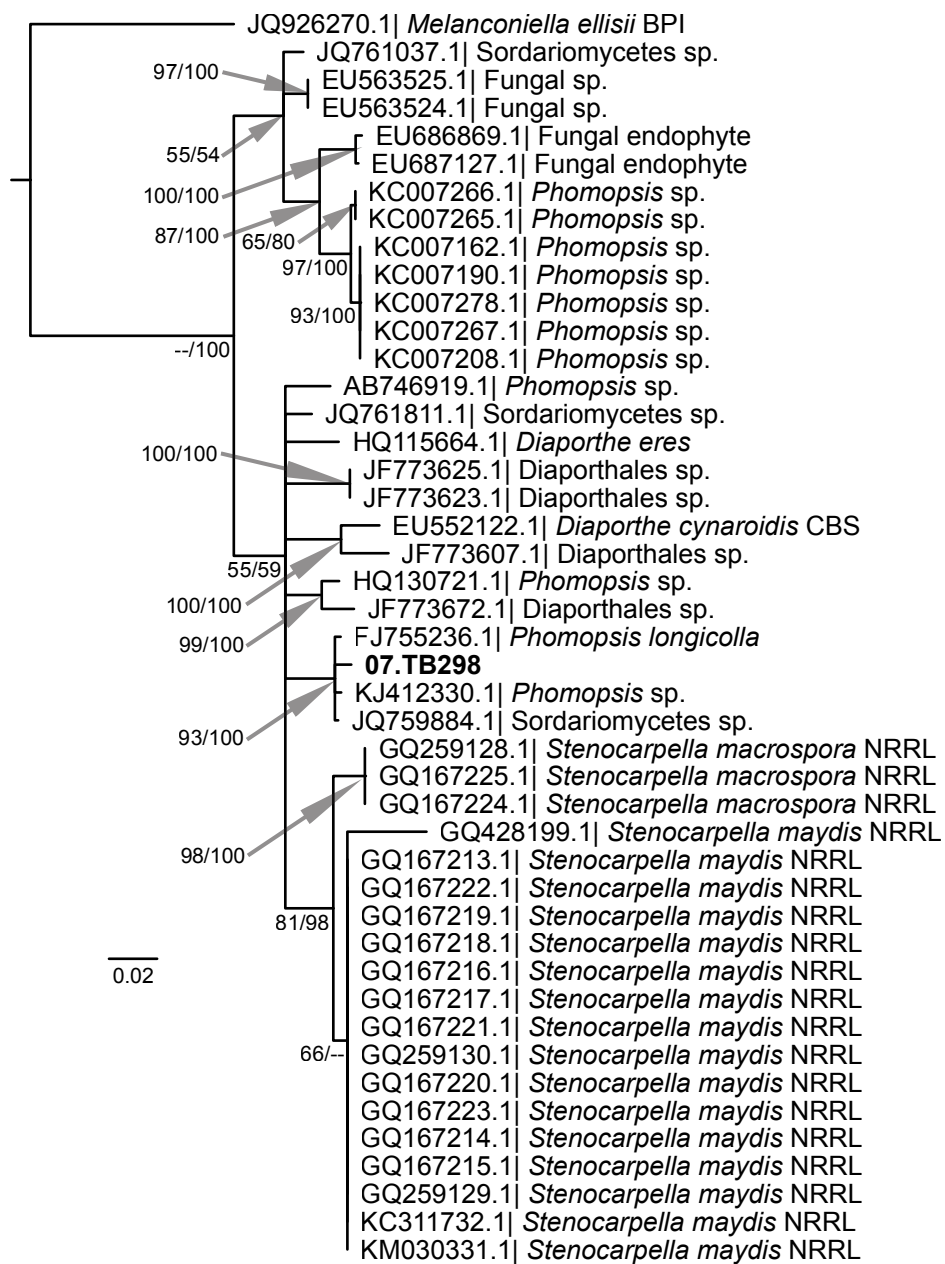 JQ926270.1| Melanconiella ellisii BPI
JQ761037.1| Sordariomycetes sp.
97/100
EU563525.1| Fungal sp.
EU563524.1| Fungal sp.
EU686869.1| Fungal endophyte
55/54
EU687127.1| Fungal endophyte
100/100
KC007266.1| Phomopsis sp.
KC007265.1| Phomopsis sp.
87/100
65/80
KC007162.1| Phomopsis sp.
97/100
KC007190.1| Phomopsis sp.
KC007278.1| Phomopsis sp.
93/100
KC007267.1| Phomopsis sp.
--/100
KC007208.1| Phomopsis sp.
AB746919.1| Phomopsis sp.
JQ761811.1| Sordariomycetes sp.
HQ115664.1| Diaporthe eres
100/100
JF773625.1| Diaporthales sp.
JF773623.1| Diaporthales sp.
EU552122.1| Diaporthe cynaroidis CBS
JF773607.1| Diaporthales sp.
55/59
HQ130721.1| Phomopsis sp.
100/100
JF773672.1| Diaporthales sp.
99/100
FJ755236.1| Phomopsis longicolla
07.TB298
KJ412330.1| Phomopsis sp.
JQ759884.1| Sordariomycetes sp.
93/100
GQ259128.1| Stenocarpella macrospora NRRL
GQ167225.1| Stenocarpella macrospora NRRL
GQ167224.1| Stenocarpella macrospora NRRL
GQ428199.1| Stenocarpella maydis NRRL
98/100
GQ167213.1| Stenocarpella maydis NRRL
GQ167222.1| Stenocarpella maydis NRRL
GQ167219.1| Stenocarpella maydis NRRL
81/98
GQ167218.1| Stenocarpella maydis NRRL
GQ167216.1| Stenocarpella maydis NRRL
0.02
GQ167217.1| Stenocarpella maydis NRRL
GQ167221.1| Stenocarpella maydis NRRL
66/--
GQ259130.1| Stenocarpella maydis NRRL
GQ167220.1| Stenocarpella maydis NRRL
GQ167223.1| Stenocarpella maydis NRRL
GQ167214.1| Stenocarpella maydis NRRL
GQ167215.1| Stenocarpella maydis NRRL
GQ259129.1| Stenocarpella maydis NRRL
KC311732.1| Stenocarpella maydis NRRL
KM030331.1| Stenocarpella maydis NRRL